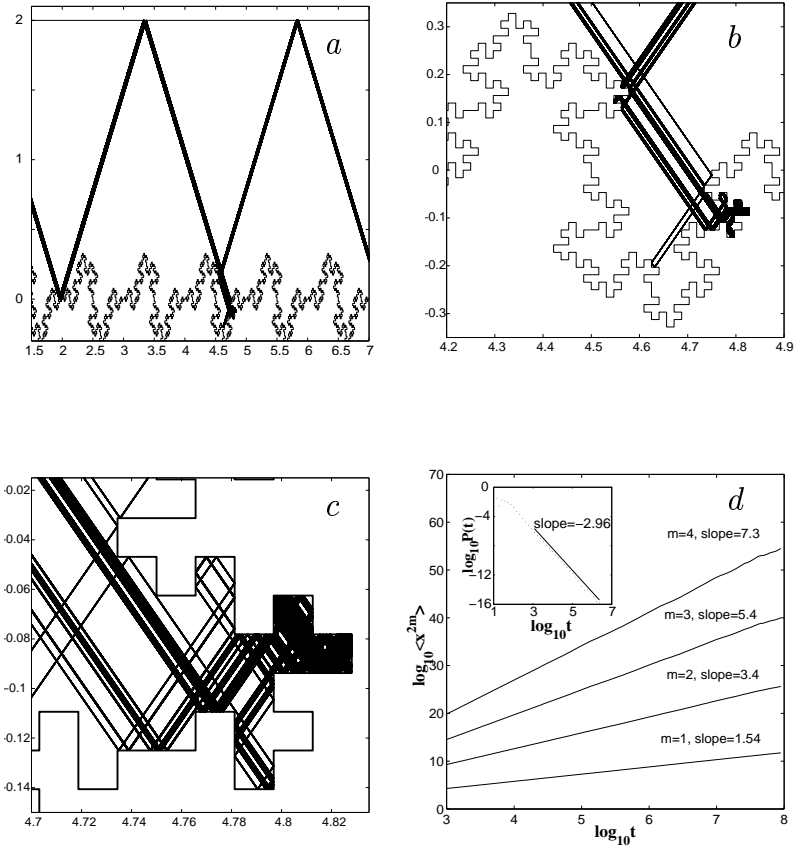 a
2
1
0
1.5 2 2.5 3 3.5 4 4.5 5 5.5 6 6.5 7
b
0.3
0.2
0.1
0
-0.1
-0.2
-0.3
4.2 4.3 4.4 4.5 4.6 4.7 4.8 4.9
c
-0.02
-0.04
-0.06
-0.08
-0.1
-0.12
-0.14
4.7 4.72 4.74 4.76 4.78 4.8 4.82
d
70
60
50
40
30
20
10
0
log10<x^2m>
3 4 5 6 7 8
log10t
0
−4
−12
−16
log10P(t)
slope=−2.96
1 3 5 7
log10t
m=4, slope=7.3
m=3, slope=5.4
m=2, slope=3.4
m=1, slope=1.54